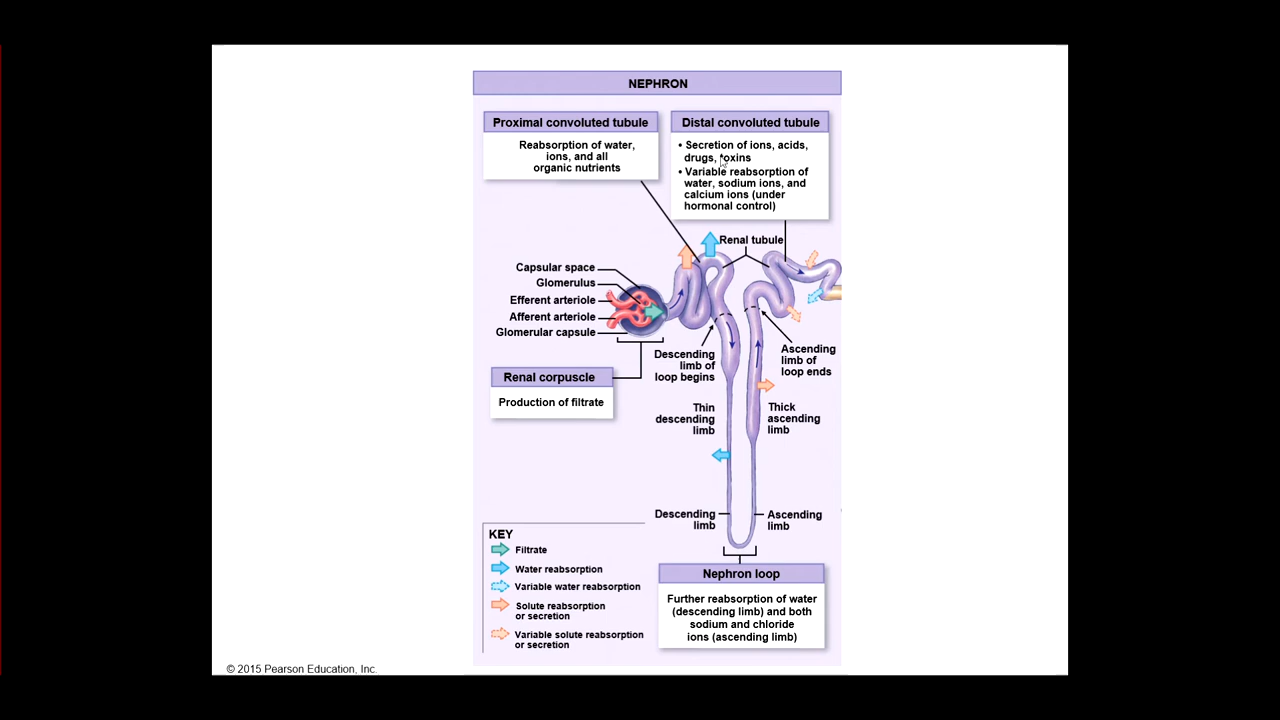 NEPHRON
Proximal convoluted tubule
Reabsorption of water,
ions, and all
organic nutrients
Distal convoluted tubule
• Secretion of ions, acids,
drugs, toxins
• Variable reabsorption of
water, sodium ions, and
calcium ions (under
hormonal control)
Renal tubule
Capsular space
Glomerulus
Efferent arteriole
Afferent arteriole
Glomerular capsule
Descending
limb of
loop begins
Ascending
limb of
loop ends
Renal corpuscle
Production of filtrate
Thin
descending
limb
Thick
ascending
limb
Descending
limb
Ascending
limb
KEY
Filtrate
Water reabsorption
Variable water reabsorption
Solute reabsorption
or secretion
Variable solute reabsorption
or secretion
Nephron loop
Further reabsorption of water
(descending limb) and both
sodium and chloride
ions (ascending limb)
© 2015 Pearson Education, Inc.